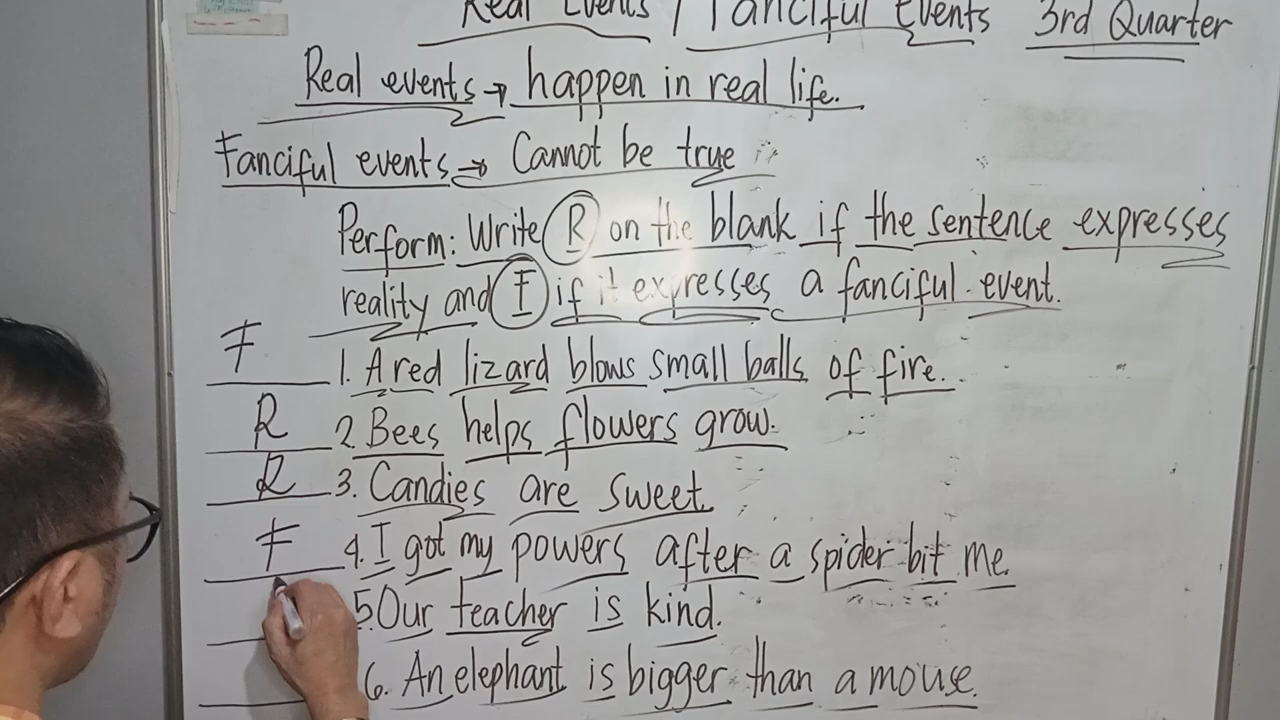 Real Events / Fanciful Events 3rd Quarter
Real events → happen in real life.
Fanciful events → Cannot be true
Perform: Write R on the blank if the sentence expresses
reality and F if it expresses a fanciful event.
F 1. A red lizard blows small balls of fire.
R 2. Bees helps flowers grow.
R 3. Candies are sweet.
F 4. I got my powers after a spider bit me.
5. Our teacher is kind.
6. An elephant is bigger than a mouse.